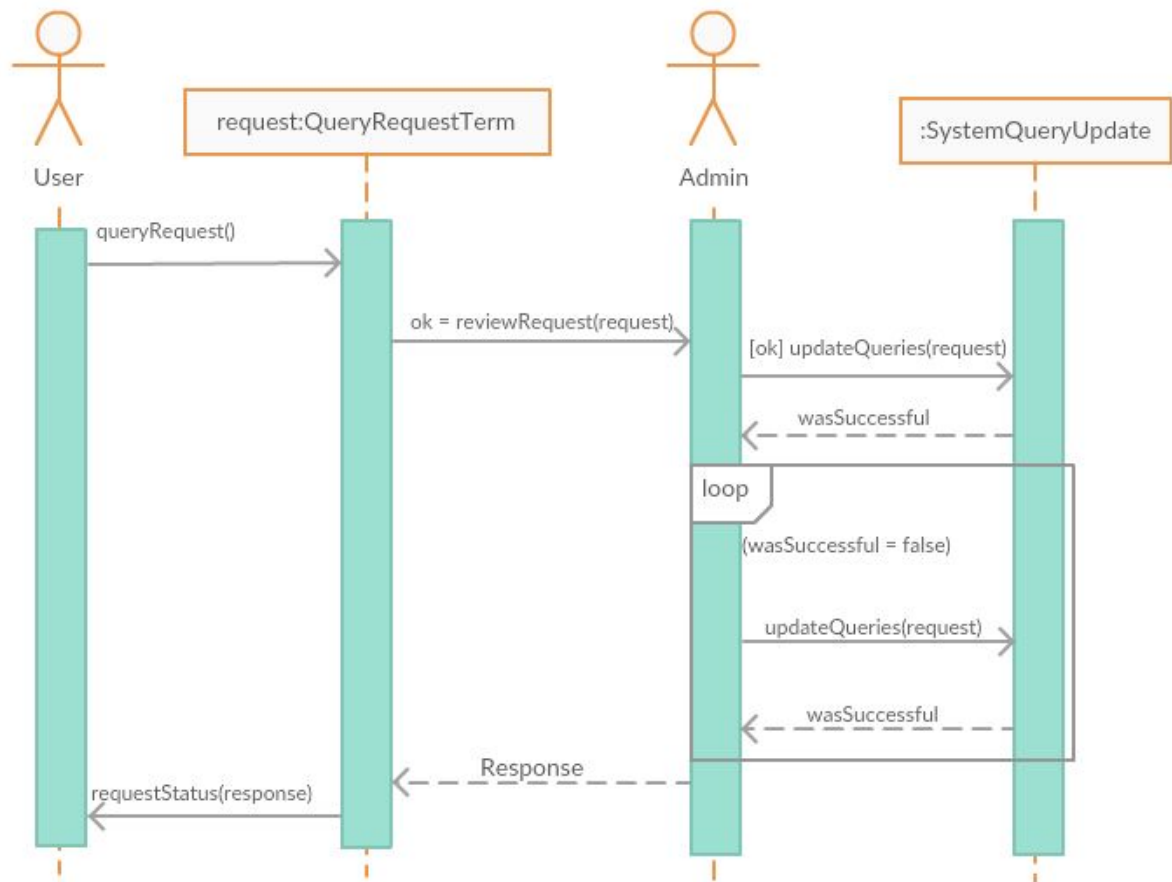 request:QueryRequestTerm
:SystemQueryUpdate
User
Admin
queryRequest()
ok = reviewRequest(request)
[ok] updateQueries(request)
wasSuccessful
loop
(wasSuccessful = false)
updateQueries(request)
wasSuccessful
Response
requestStatus(response)